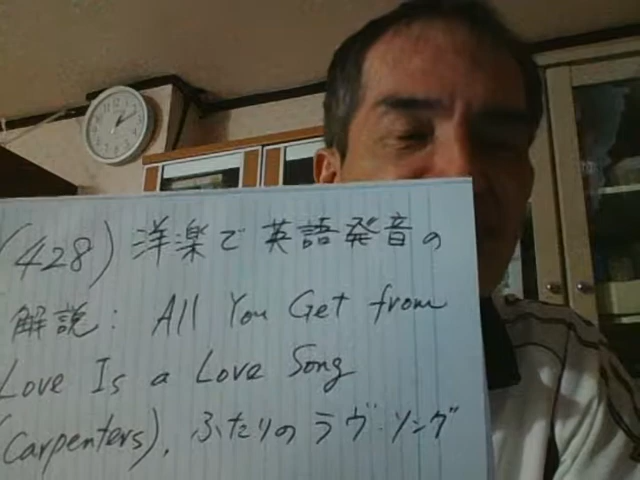 (428) 洋楽で英語発音の
解説: All You Get from
Love Is a Love Song
(Carpenters), ふたりのラヴ・ソング